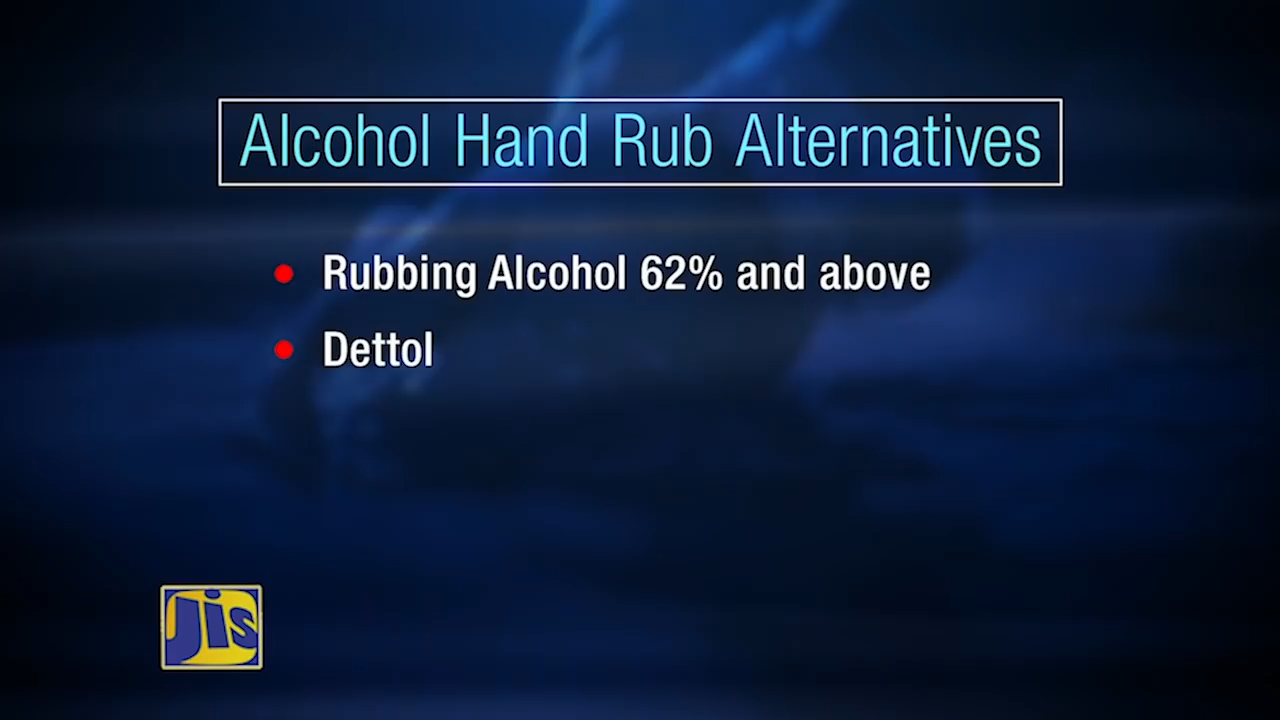 Alcohol Hand Rub Alternatives
Rubbing Alcohol 62% and above
Dettol
Jis